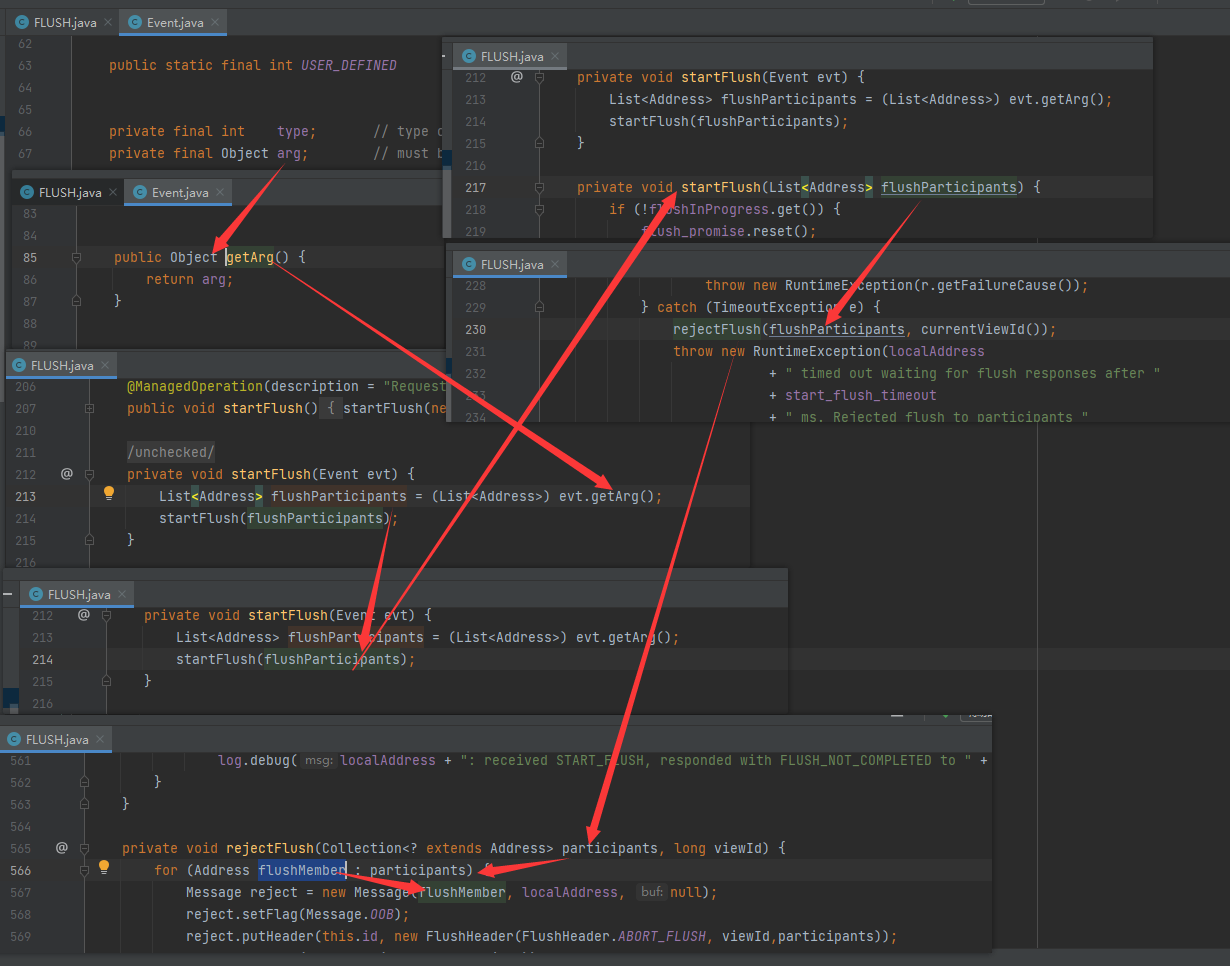 FLUSH.java
Event.java
62
63 public static final int USER_DEFINED
64
65
66 private final int type; // type
67 private final Object arg; // must
FLUSH.java
Event.java
83
84
85 public Object getArg() {
86 return arg;
87 }
88
89
FLUSH.java
206 @ManagedOperation(description = "Request
207 public void startFlush() { startFlush(ne
210
211 /unchecked/
212 @ private void startFlush(Event evt) {
213 List<Address> flushParticipants = (List<Address>) evt.getArg();
214 startFlush(flushParticipants);
215 }
216
FLUSH.java
212 @ private void startFlush(Event evt) {
213 List<Address> flushParticipants = (List<Address>) evt.getArg();
214 startFlush(flushParticipants);
215 }
216
217 private void startFlush(List<Address> flushParticipants) {
218 if (!flushInProgress.get()) {
219 flush_promise.reset();
FLUSH.java
228 throw new RuntimeException(r.getFailureCause());
229 } catch (TimeoutException e) {
230 rejectFlush(flushParticipants, currentViewId());
231 throw new RuntimeException(localAddress
232 + " timed out waiting for flush responses after "
233 + start_flush_timeout
234 + " ms. Rejected flush to participants "
FLUSH.java
212 @ private void startFlush(Event evt) {
213 List<Address> flushParticipants = (List<Address>) evt.getArg();
214 startFlush(flushParticipants);
215 }
216
FLUSH.java
561 log.debug( msg: localAddress + ": received START_FLUSH, responded with FLUSH_NOT_COMPLETED to " +
562 }
563 }
564
565 @ private void rejectFlush(Collection<? extends Address> participants, long viewId) {
566 for (Address flushMember : participants) {
567 Message reject = new Message(flushMember, localAddress, buf: null);
568 reject.setFlag(Message.OOB);
569 reject.putHeader(this.id, new FlushHeader(FlushHeader.ABORT_FLUSH, viewId,participants));